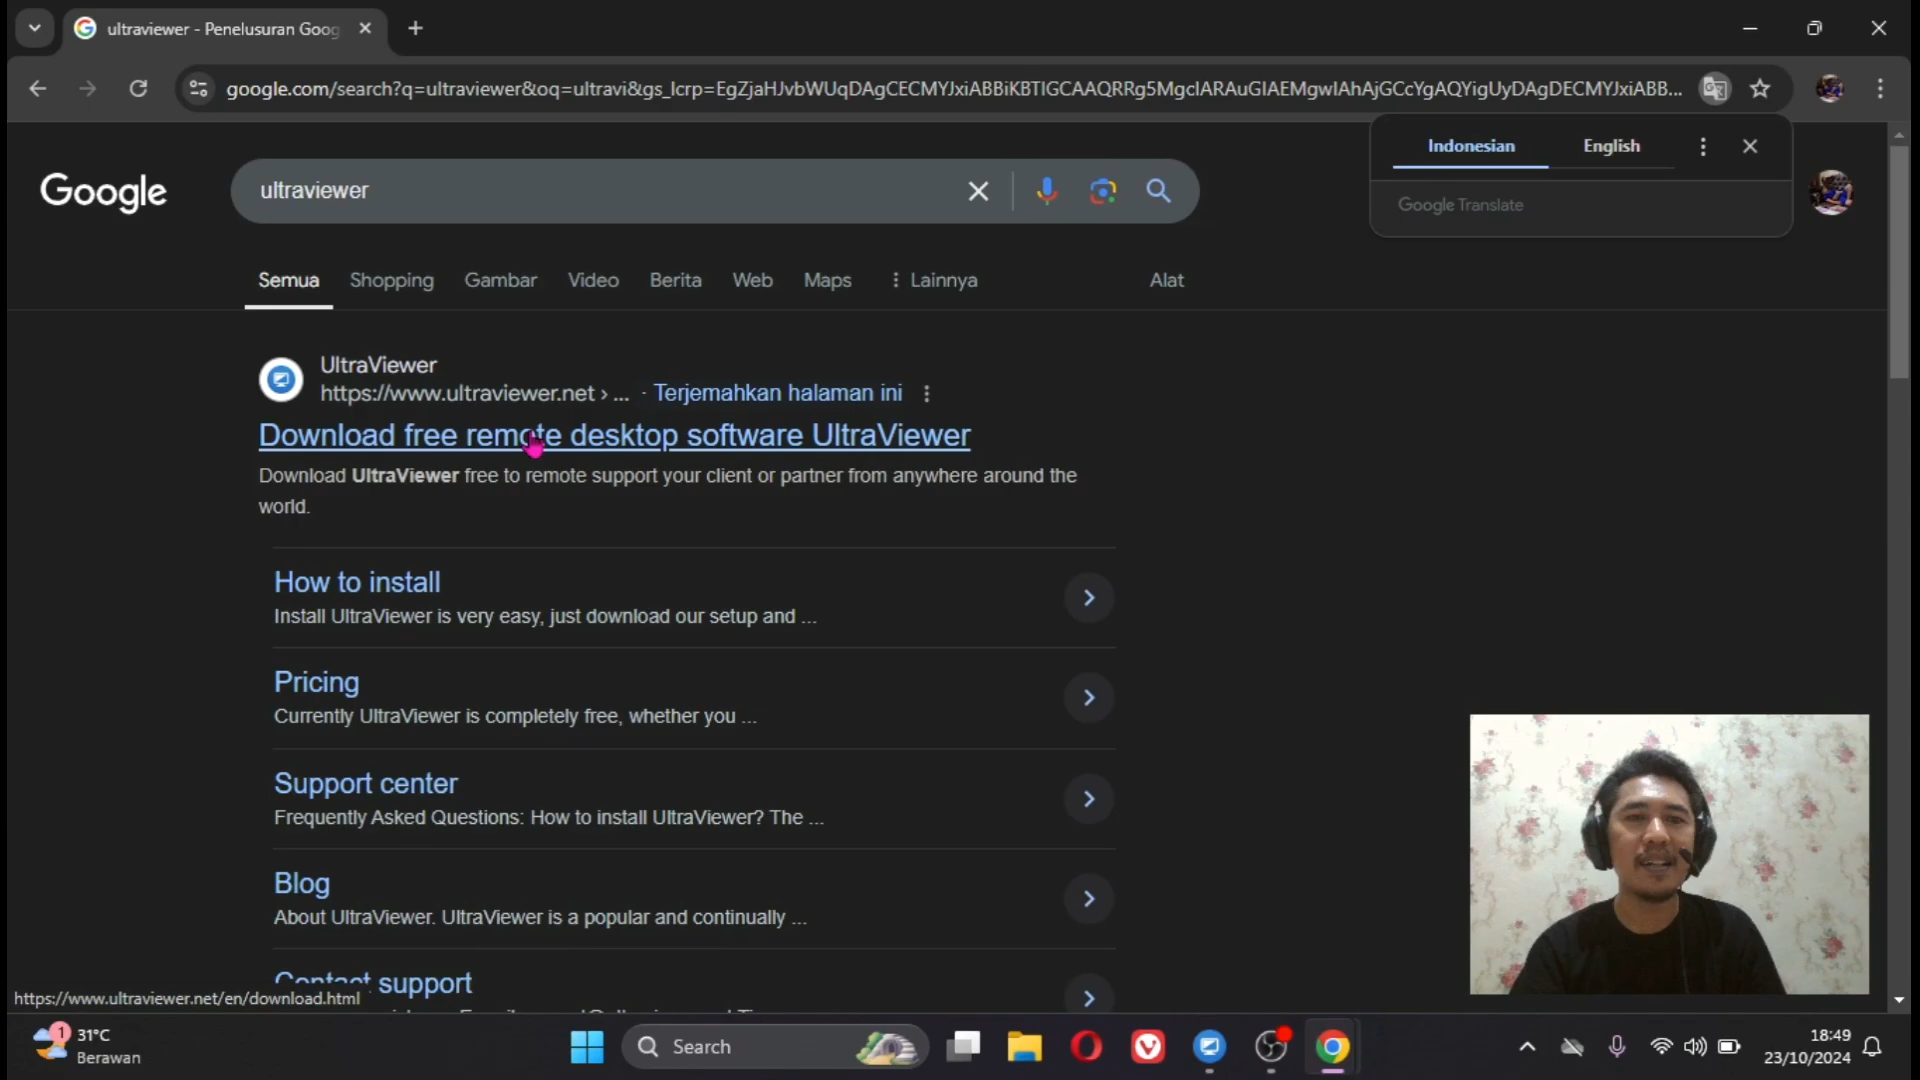 ultraviewer - Penelusuran Goog
google.com/search?q=ultraviewer&oq=ultravi&gs_lcrp=EgZjaHJvbWUqDAgCECMYJxiABBiKBTIGCAAQRRg5MgcIARAuGIAEMgwIAhAjGCcYgAQYigUyDAgDECMYJxiABB...
Indonesian English
Google Translate
Google
ultraviewer
Semua Shopping Gambar Video Berita Web Maps Lainnya Alat
UltraViewer
https://www.ultraviewer.net › ... · Terjemahkan halaman ini
Download free remote desktop software UltraViewer
Download UltraViewer free to remote support your client or partner from anywhere around the
world.
How to install
Install UltraViewer is very easy, just download our setup and ...
Pricing
Currently UltraViewer is completely free, whether you ...
Support center
Frequently Asked Questions: How to install UltraViewer? The ...
Blog
About UltraViewer. UltraViewer is a popular and continually ...
Contact support
https://www.ultraviewer.net/en/download.html
1 31°C
Berawan
Search
18:49
23/10/2024